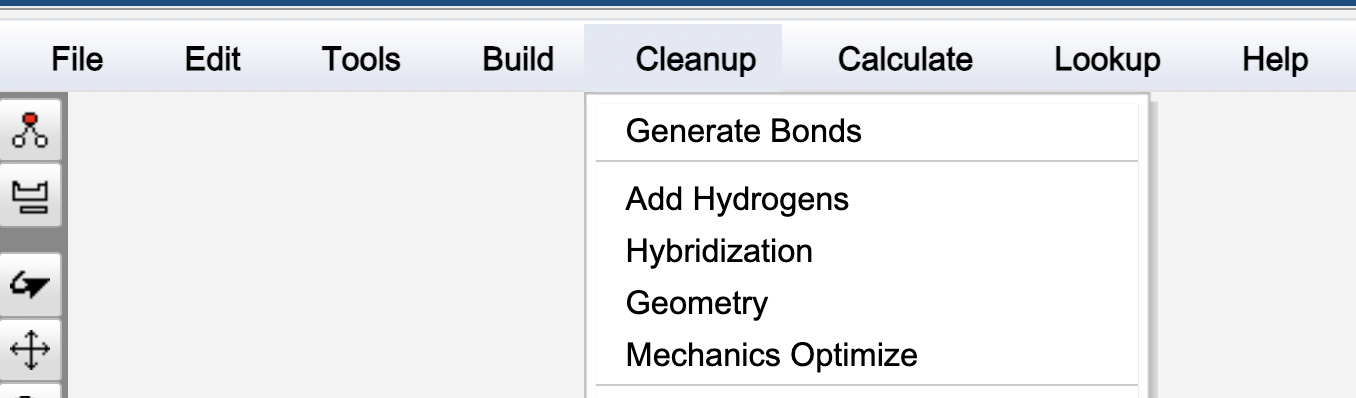 File Edit Tools Build Cleanup Calculate Lookup Help
Generate Bonds
Add Hydrogens
Hybridization
Geometry
Mechanics Optimize